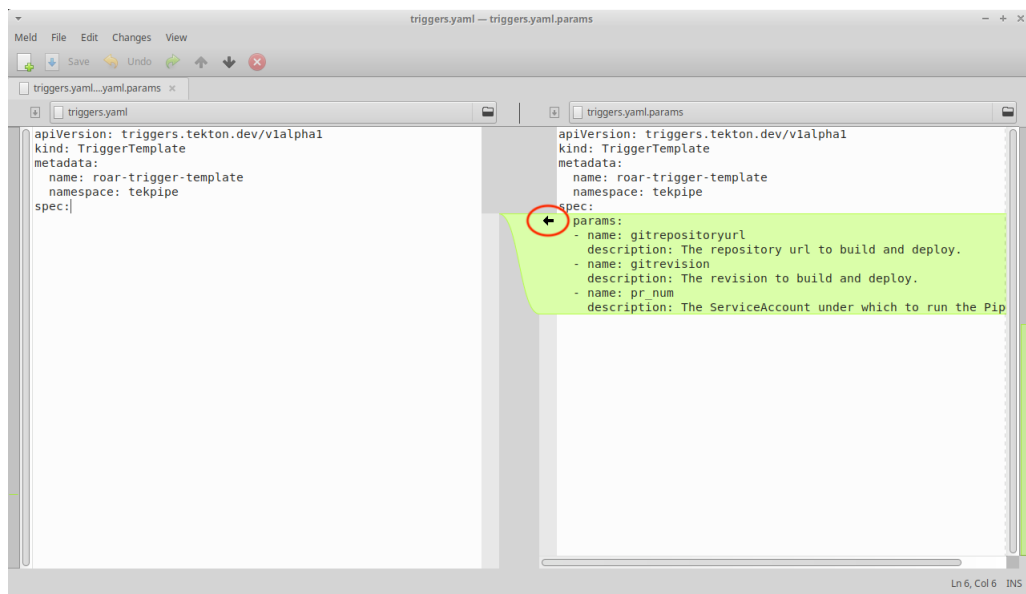 triggers.yaml — triggers.yaml.params
Meld File Edit Changes View
Save Undo
triggers.yaml....yaml.params
triggers.yaml
triggers.yaml.params
apiVersion: triggers.tekton.dev/v1alpha1
kind: TriggerTemplate
metadata:
  name: roar-trigger-template
  namespace: tekpipe
spec:
apiVersion: triggers.tekton.dev/v1alpha1
kind: TriggerTemplate
metadata:
  name: roar-trigger-template
  namespace: tekpipe
spec:
  params:
  - name: gitrepositoryurl
    description: The repository url to build and deploy.
  - name: gitrevision
    description: The revision to build and deploy.
  - name: pr_num
    description: The ServiceAccount under which to run the Pip
Ln 6, Col 6 INS